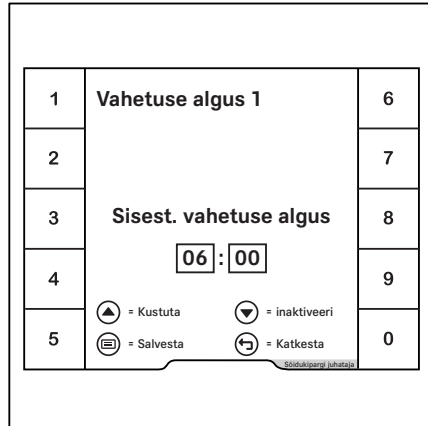 Vahetuse algus 1
1
2
3
4
5
6
7
8
9
0
Sisest. vahetuse algus
06 : 00
= Kustuta
= inaktiveeri
= Salvesta
= Katkesta
Sõidukipargi juhataja